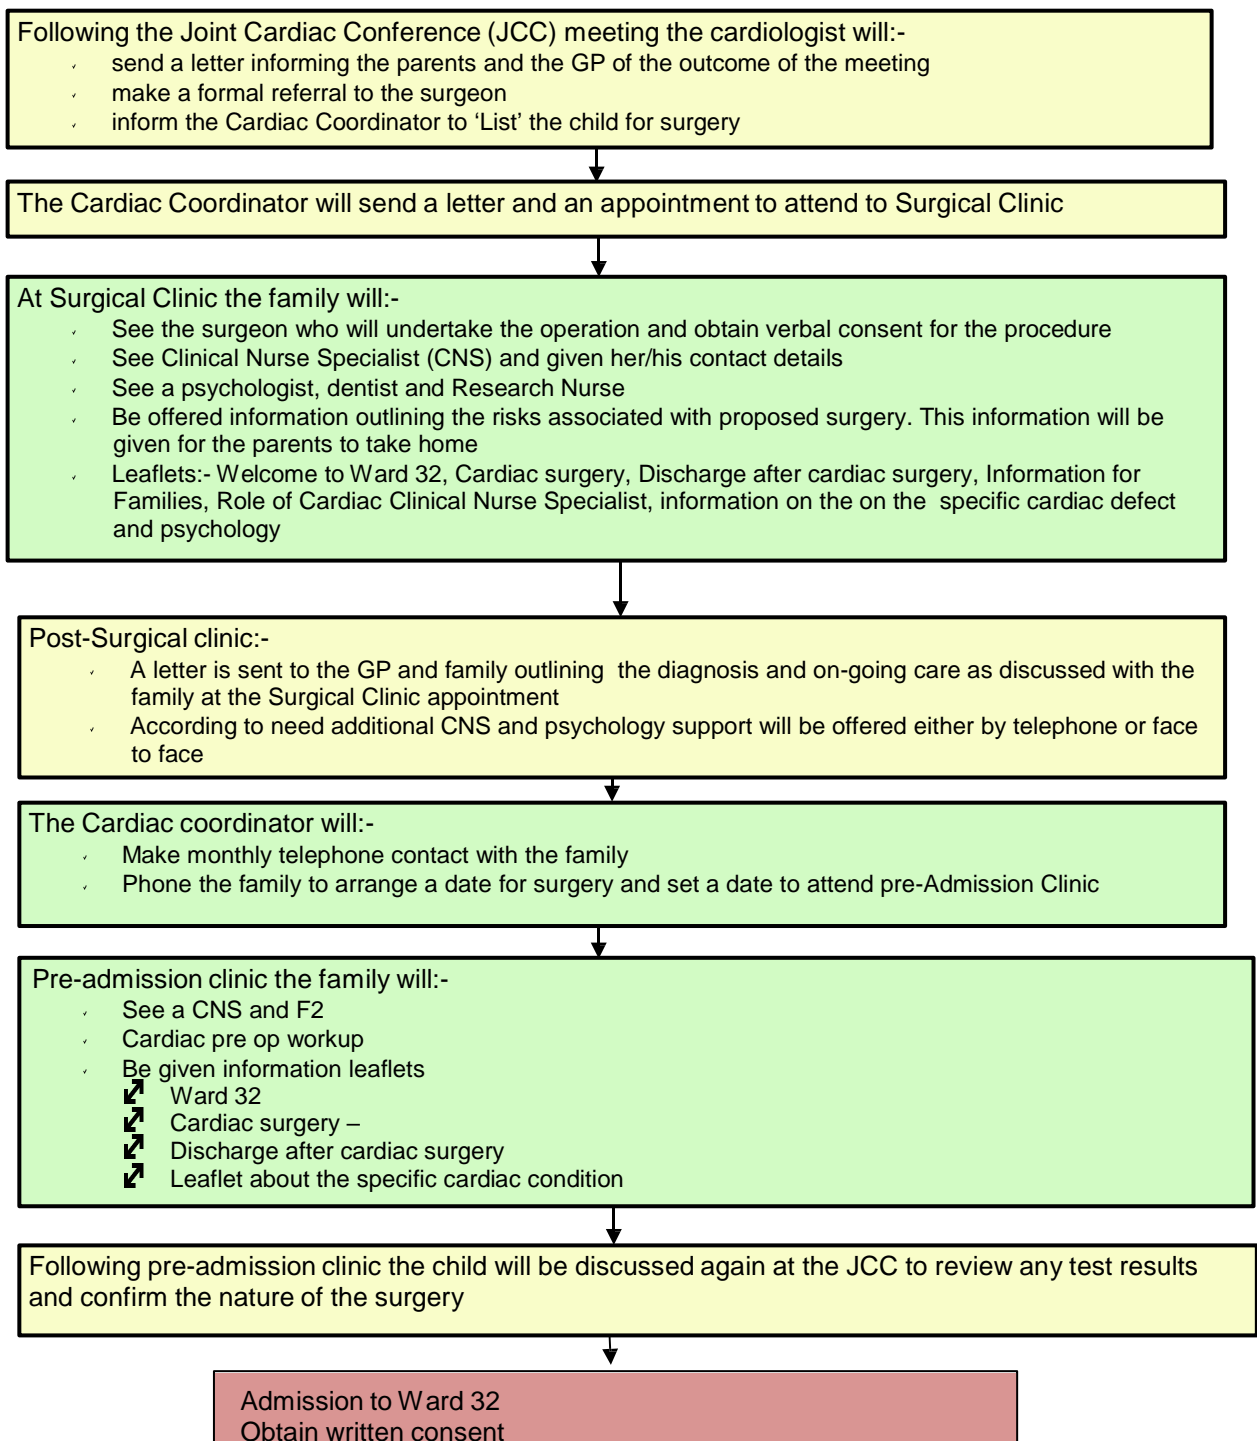 Following the Joint Cardiac Conference (JCC) meeting the cardiologist will:-
send a letter informing the parents and the GP of the outcome of the meeting
make a formal referral to the surgeon
inform the Cardiac Coordinator to ‘List’ the child for surgery
The Cardiac Coordinator will send a letter and an appointment to attend to Surgical Clinic
At Surgical Clinic the family will:-
See the surgeon who will undertake the operation and obtain verbal consent for the procedure
See Clinical Nurse Specialist (CNS) and given her/his contact details
See a psychologist, dentist and Research Nurse
Be offered information outlining the risks associated with proposed surgery. This information will be
given for the parents to take home
Leaflets:- Welcome to Ward 32, Cardiac surgery, Discharge after cardiac surgery, Information for
Families, Role of Cardiac Clinical Nurse Specialist, information on the on the specific cardiac defect
and psychology
Post-Surgical clinic:-
A letter is sent to the GP and family outlining the diagnosis and on-going care as discussed with the
family at the Surgical Clinic appointment
According to need additional CNS and psychology support will be offered either by telephone or face
to face
The Cardiac coordinator will:-
Make monthly telephone contact with the family
Phone the family to arrange a date for surgery and set a date to attend pre-Admission Clinic
Pre-admission clinic the family will:-
See a CNS and F2
Cardiac pre op workup
Be given information leaflets
Ward 32
Cardiac surgery –
Discharge after cardiac surgery
Leaflet about the specific cardiac condition
Following pre-admission clinic the child will be discussed again at the JCC to review any test results
and confirm the nature of the surgery
Admission to Ward 32
Obtain written consent